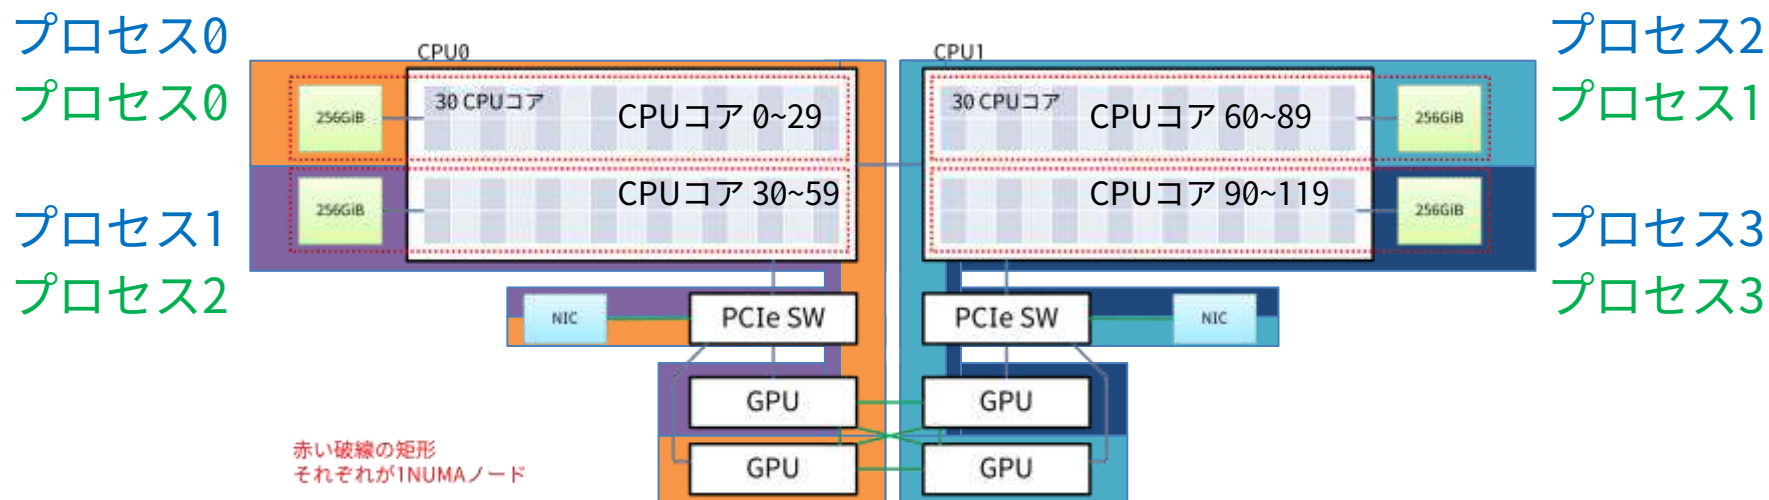 プロセス0
プロセス0
プロセス1
プロセス2
CPU0
256GiB
30 CPUコア
CPUコア 0~29
256GiB
CPUコア 30~59
NIC
PCIe SW
GPU
GPU
赤い破線の矩形
それぞれが1NUMAノード
CPU1
30 CPUコア
CPUコア 60~89
256GiB
CPUコア 90~119
256GiB
PCIe SW
NIC
GPU
GPU
プロセス2
プロセス1
プロセス3
プロセス3